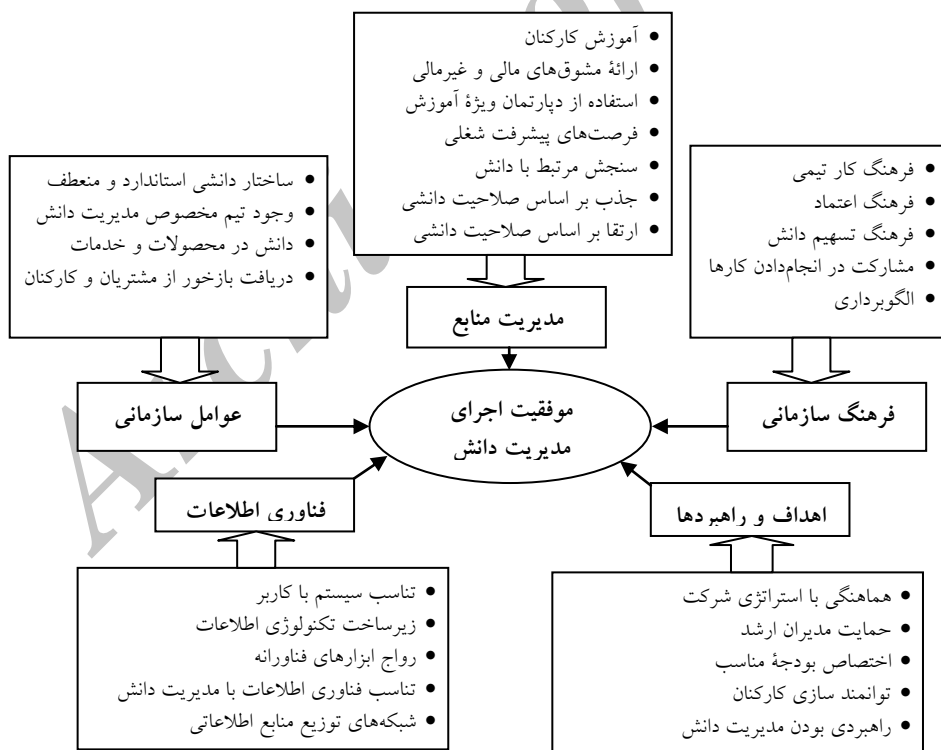 • آموزش کارکنان
• ارائهٔ مشوق‌های مالی و غیرمالی
• استفاده از دپارتمان ویژهٔ آموزش
• فرصت‌های پیشرفت شغلی
• سنجش مرتبط با دانش
• جذب بر اساس صلاحیت دانشی
• ارتقا بر اساس صلاحیت دانشی
• فرهنگ کار تیمی
• فرهنگ اعتماد
• فرهنگ تسهیم دانش
• مشارکت در انجام‌دادن کارها
• الگوبرداری
• ساختار دانشی استاندارد و منعطف
• وجود تیم مخصوص مدیریت دانش
• دانش در محصولات و خدمات
• دریافت بازخور از مشتریان و کارکنان
مدیریت منابع
فرهنگ سازمانی
موفقیت اجرای
مدیریت دانش
عوامل سازمانی
اهداف و راهبردها
فناوری اطلاعات
• هماهنگی با استراتژی شرکت
• حمایت مدیران ارشد
• اختصاص بودجهٔ مناسب
• توانمند سازی کارکنان
• راهبردی بودن مدیریت دانش
• تناسب سیستم با کاربر
• زیرساخت تکنولوژی اطلاعات
• رواج ابزارهای فناورانه
• تناسب فناوری اطلاعات با مدیریت دانش
• شبکه‌های توزیع منابع اطلاعاتی